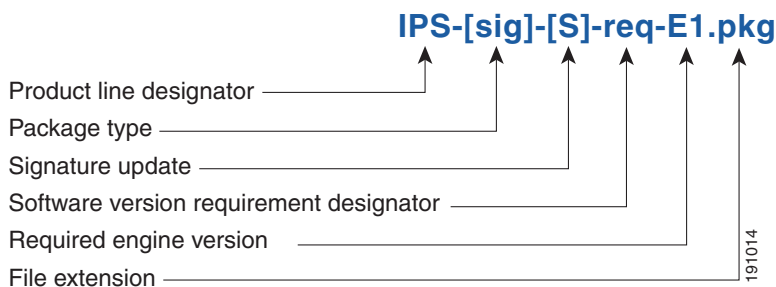 IPS-[sig]-[S]-req-E1.pkg
Product line designator
Package type
Signature update
Software version requirement designator
Required engine version
File extension
191014